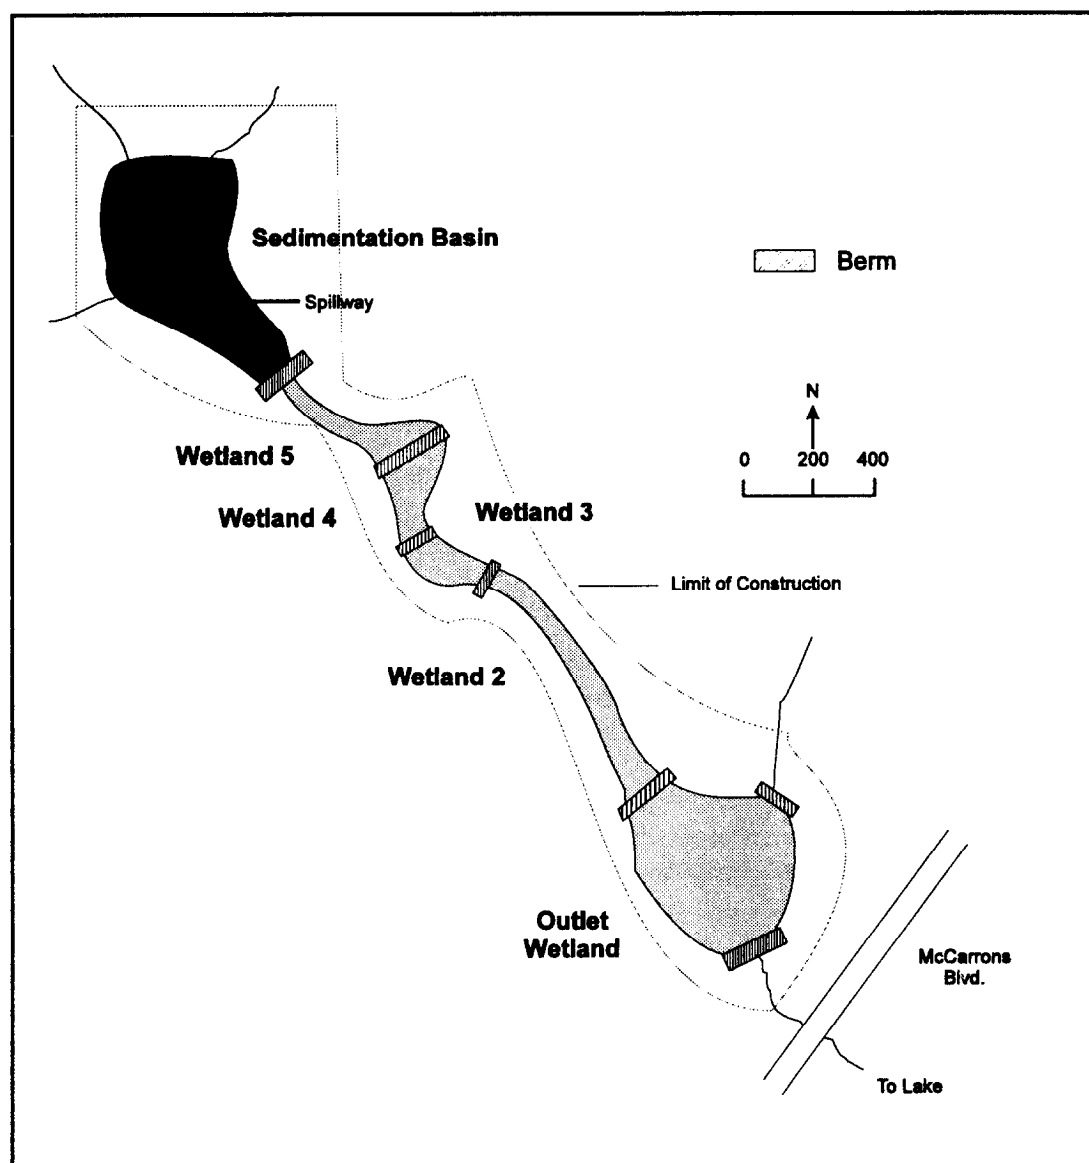 Sedimentation Basin
Berm
Spillway
N
0 200 400
Wetland 5
Wetland 4
Wetland 3
Limit of Construction
Wetland 2
Outlet
Wetland
McCarrons
Blvd.
To Lake